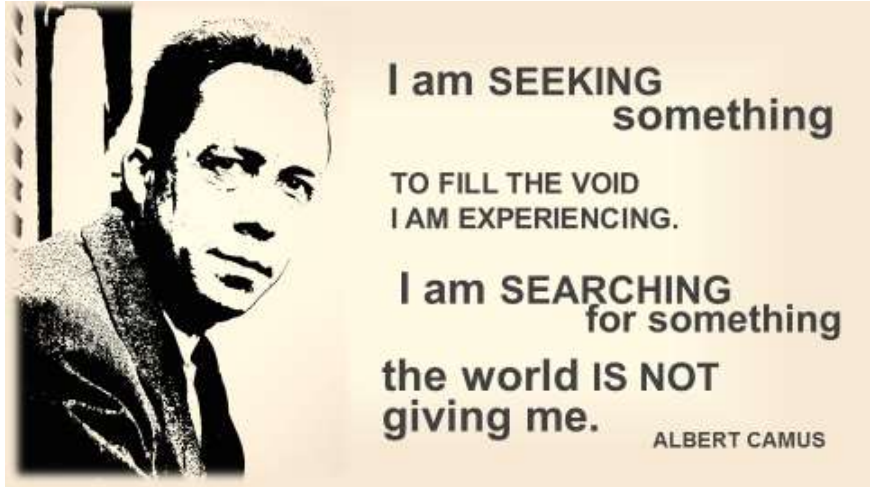 I am SEEKING
something
TO FILL THE VOID
I AM EXPERIENCING.
I am SEARCHING
for something
the world IS NOT
giving me.
ALBERT CAMUS